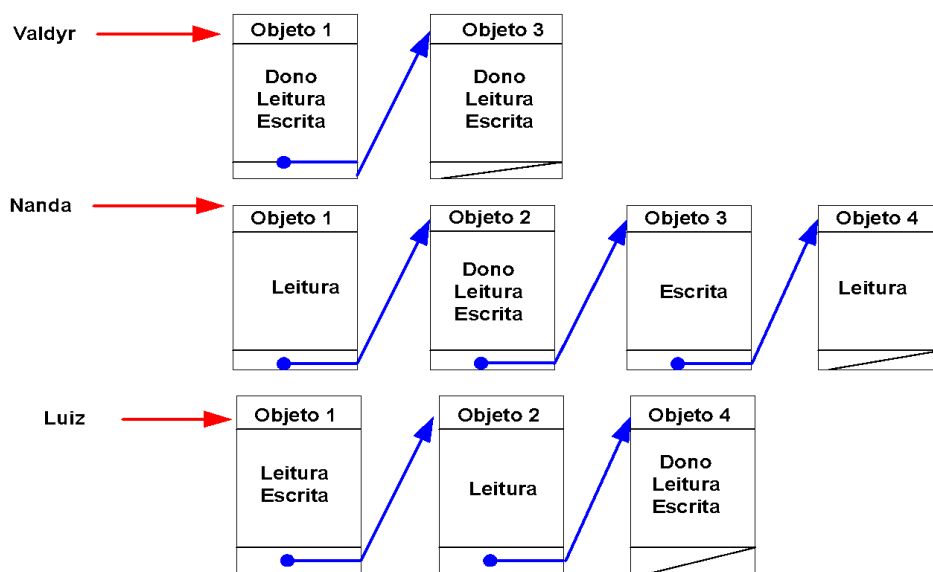 Valdyr
Objeto 1
Dono
Leitura
Escrita
Objeto 3
Dono
Leitura
Escrita
Nanda
Objeto 1
Leitura
Objeto 2
Dono
Leitura
Escrita
Objeto 3
Escrita
Objeto 4
Leitura
Luiz
Objeto 1
Leitura
Escrita
Objeto 2
Leitura
Objeto 4
Dono
Leitura
Escrita